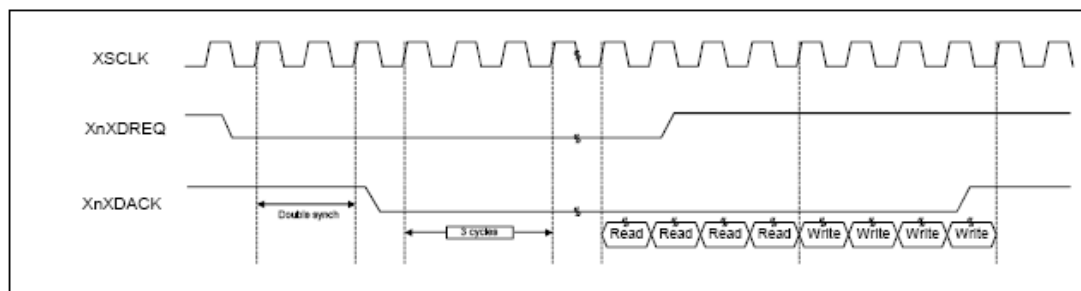 XSCLK
XnXDREQ
XnXDACK
Double synch
3 cycles
Read Read Read Read Write Write Write Write